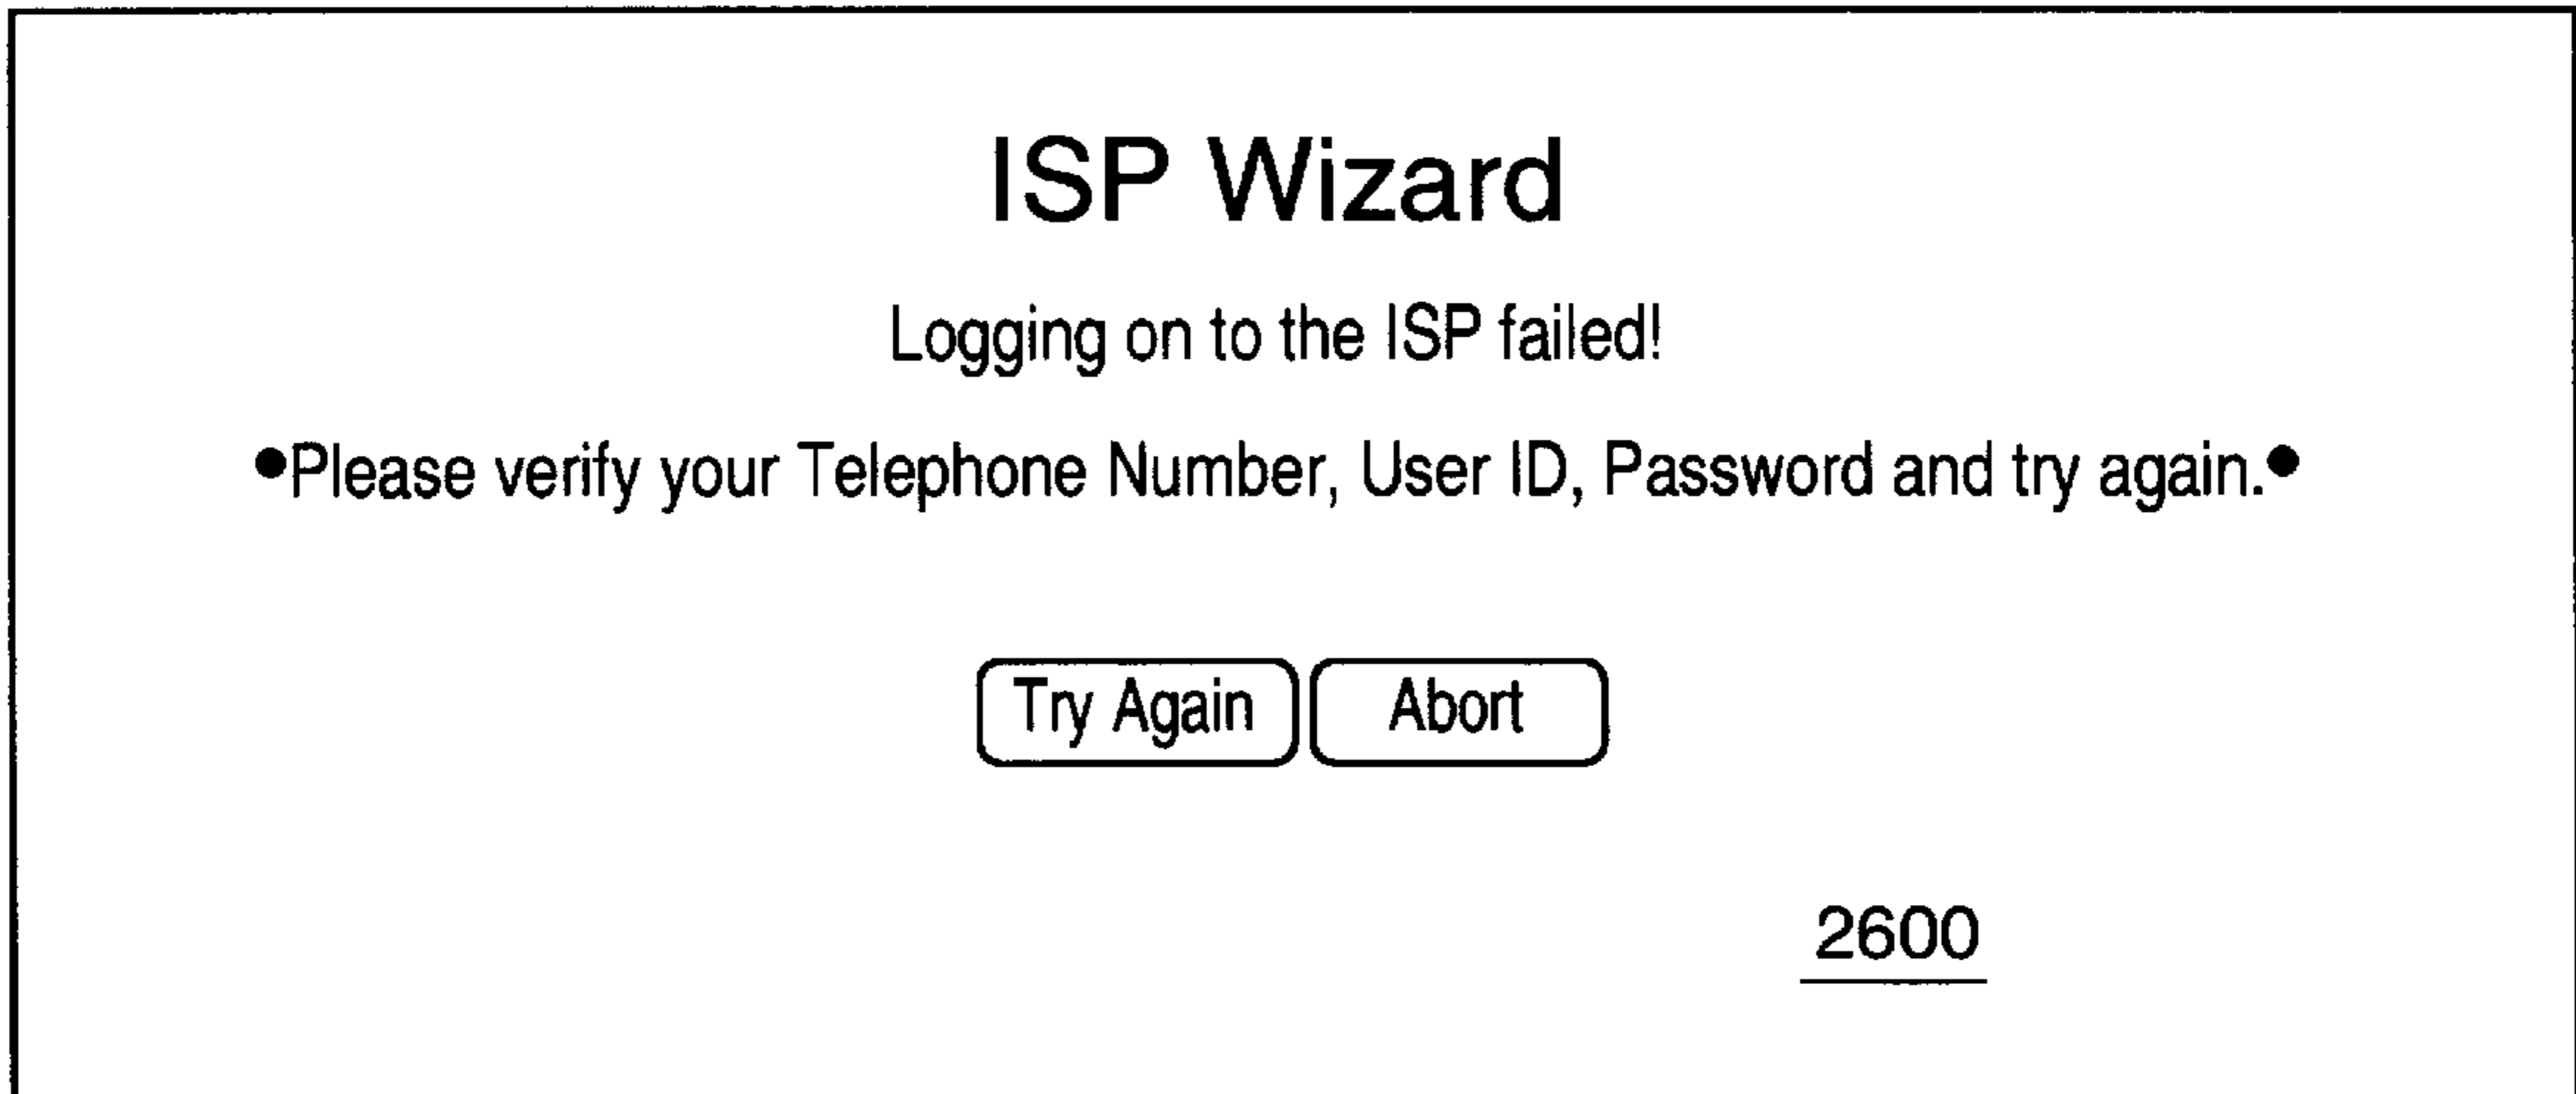 ISP Wizard
Logging on to the ISP failed!
•Please verify your Telephone Number, User ID, Password and try again.•
Try Again Abort
2600